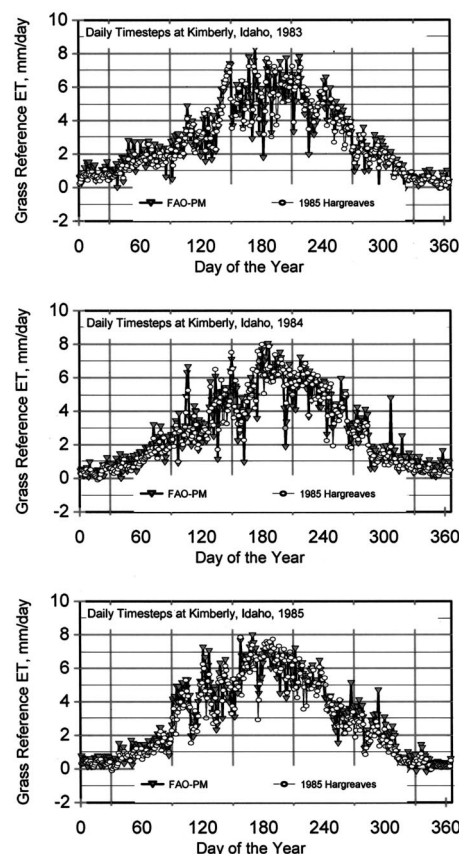 Grass Reference ET, mm/day
10
8
6
4
2
0
-2
Daily Timesteps at Kimberly, Idaho, 1983
FAO-PM 1985 Hargreaves
0 60 120 180 240 300 360
Day of the Year
Grass Reference ET, mm/day
10
8
6
4
2
0
-2
Daily Timesteps at Kimberly, Idaho, 1984
FAO-PM 1985 Hargreaves
0 60 120 180 240 300 360
Day of the Year
Grass Reference ET, mm/day
10
8
6
4
2
0
-2
Daily Timesteps at Kimberly, Idaho, 1985
FAO-PM 1985 Hargreaves
0 60 120 180 240 300 360
Day of the Year